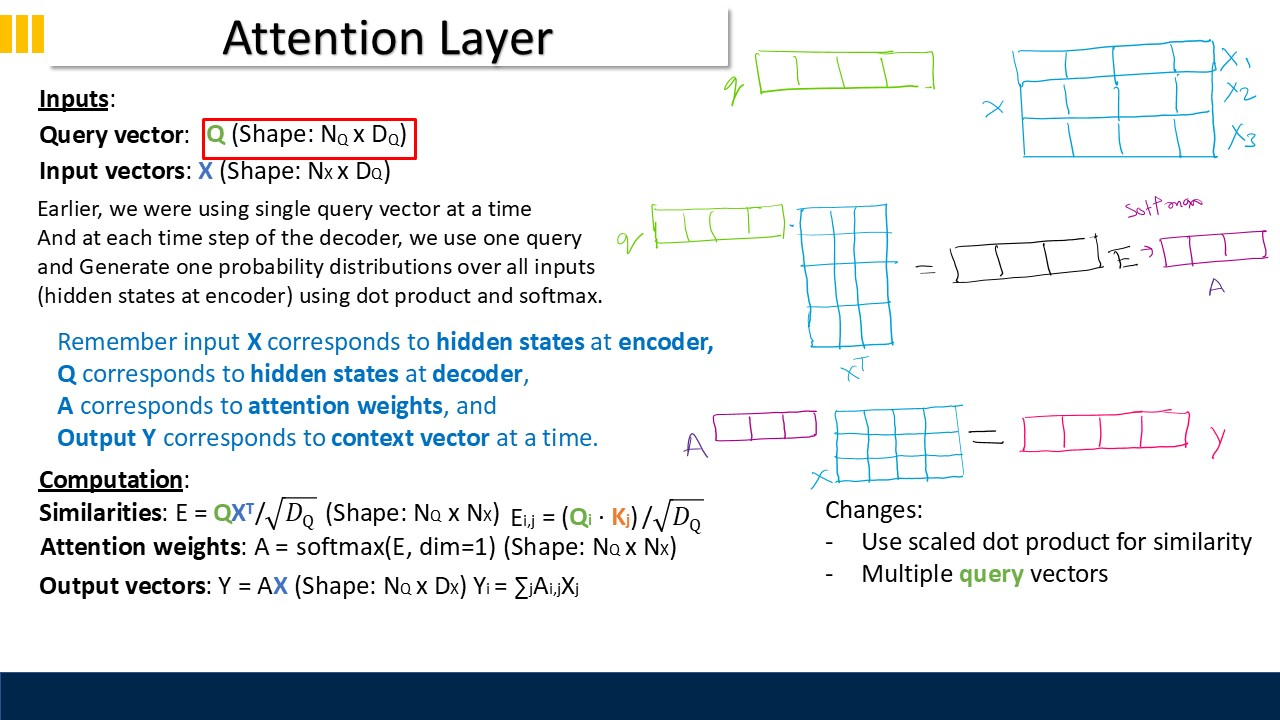 Attention Layer
Inputs:
Query vector: Q (Shape: NQ x DQ)
Input vectors: X (Shape: NX x DQ)
Earlier, we were using single query vector at a time
And at each time step of the decoder, we use one query
and Generate one probability distributions over all inputs
(hidden states at encoder) using dot product and softmax.
Remember input X corresponds to hidden states at encoder,
Q corresponds to hidden states at decoder,
A corresponds to attention weights, and
Output Y corresponds to context vector at a time.
Computation:
Similarities: E = QXᵀ/√DQ (Shape: NQ x NX) Ei,j = (Qi · Kj) /√DQ
Attention weights: A = softmax(E, dim=1) (Shape: NQ x NX)
Output vectors: Y = AX (Shape: NQ x DX) Yi = ∑jAi,jXj
q
X
X1
X2
X3
q
·
Xᵀ
=
E
→
A
A
X
=
Y
Changes:
- Use scaled dot product for similarity
- Multiple query vectors